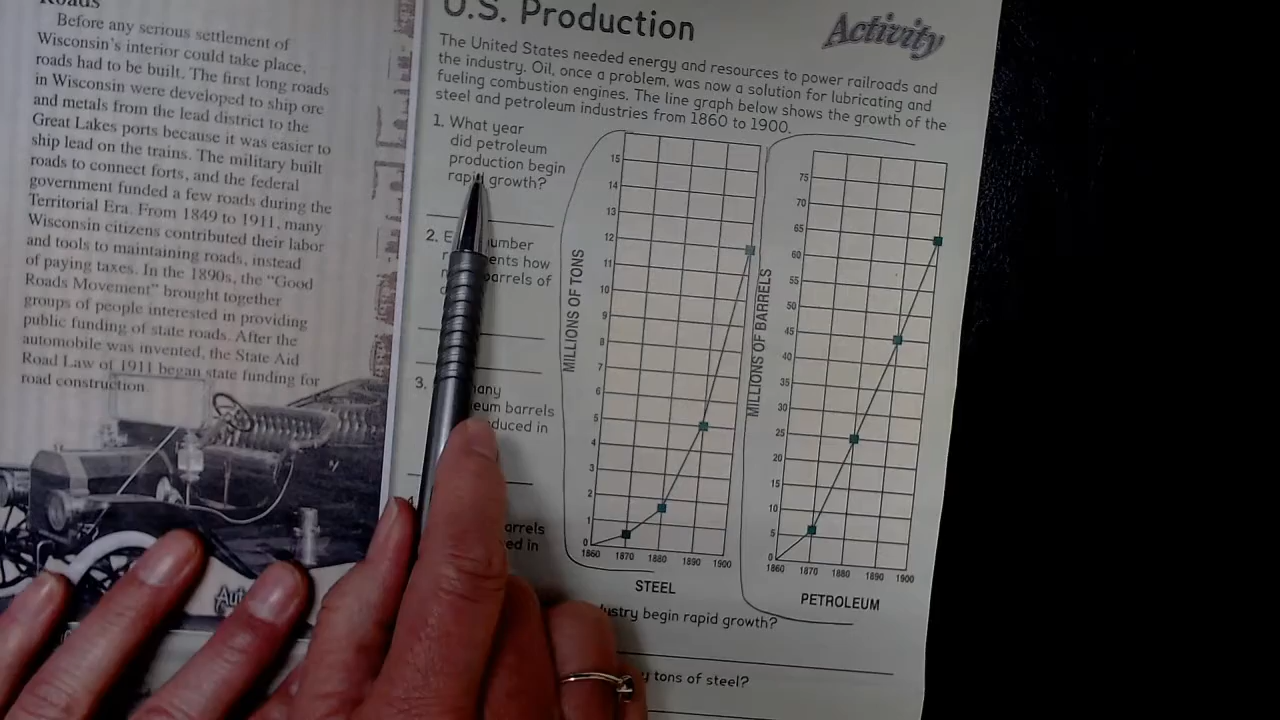 Roads
Before any serious settlement of
Wisconsin's interior could take place,
roads had to be built. The first long roads
in Wisconsin were developed to ship ore
and metals from the lead district to the
Great Lakes ports because it was easier to
ship lead on the trains. The military built
roads to connect forts, and the federal
government funded a few roads during the
Territorial Era. From 1849 to 1911, many
Wisconsin citizens contributed their labor
and tools to maintaining roads, instead
of paying taxes. In the 1890s, the “Good
Roads Movement” brought together
groups of people interested in providing
public funding of state roads. After the
automobile was invented, the State Aid
Road Law of 1911 began state funding for
road construction
U.S. Production
Activity
The United States needed energy and resources to power railroads and
the industry. Oil, once a problem, was now a solution for lubricating and
fueling combustion engines. The line graph below shows the growth of the
steel and petroleum industries from 1860 to 1900.
1. What year
did petroleum
production begin
rapid growth?
2.
how
barrels of
3.
barrels
in
barrels
in
begin rapid growth?
tons of steel?
MILLIONS OF TONS
15
14
13
12
11
10
9
8
7
6
5
4
3
2
1
0
1860 1870 1880 1890 1900
STEEL
MILLIONS OF BARRELS
75
70
65
60
55
50
45
40
35
30
25
20
15
10
5
0
1860 1870 1880 1890 1900
PETROLEUM